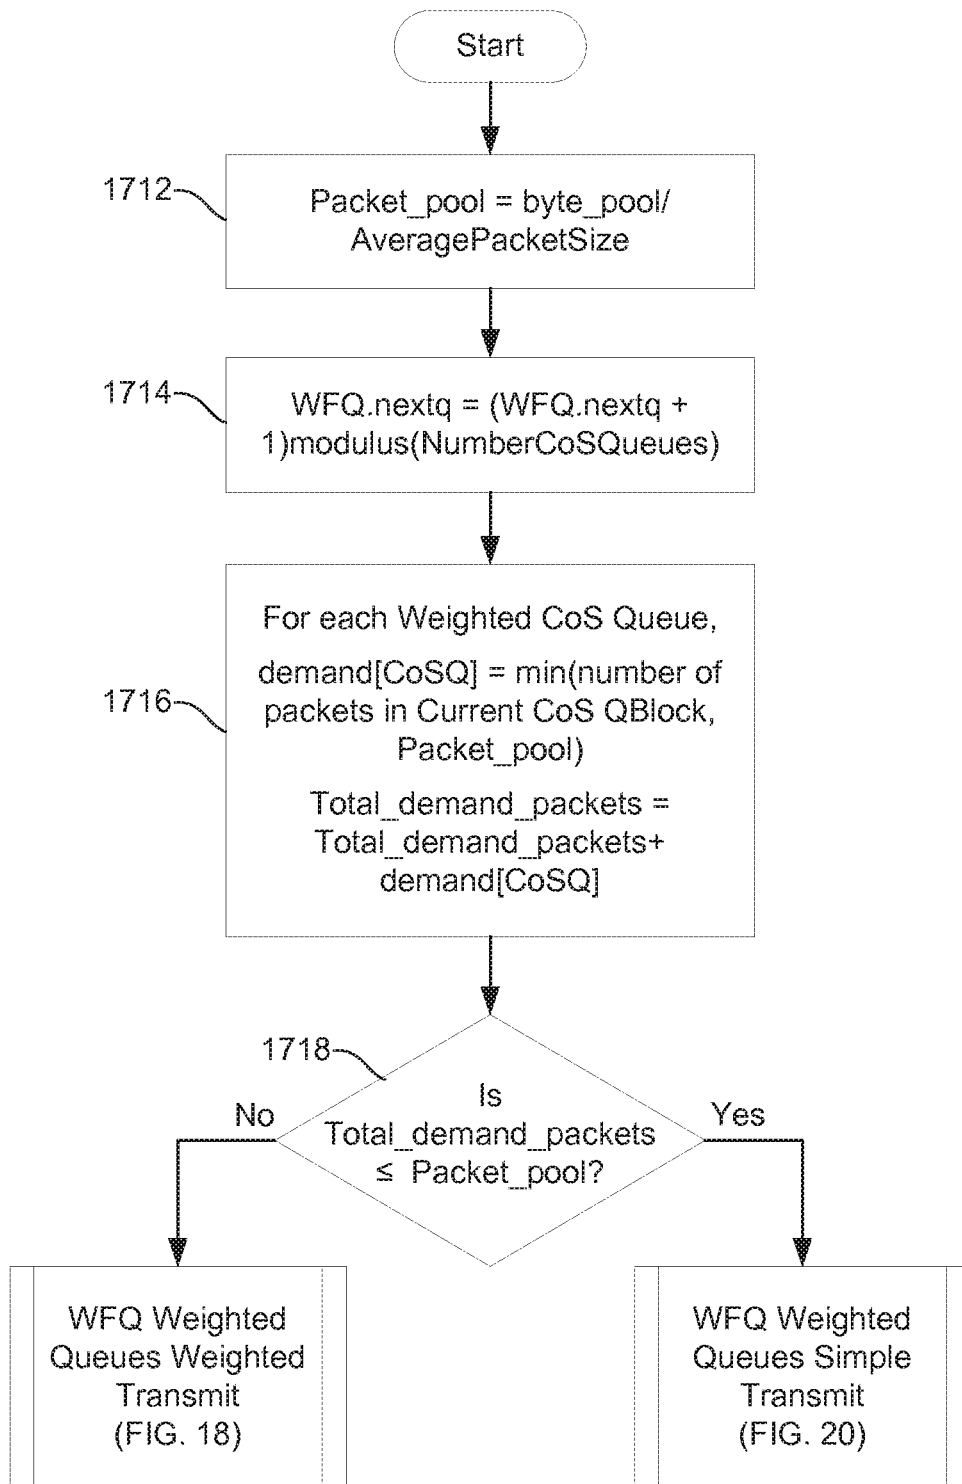 Start
1712
Packet_pool = byte_pool/
AveragePacketSize
1714
WFQ.nextq = (WFQ.nextq +
1)modulus(NumberCoSQueues)
1716
For each Weighted CoS Queue,
demand[CoSQ] = min(number of
packets in Current CoS QBlock,
Packet_pool)
Total_demand_packets =
Total_demand_packets+
demand[CoSQ]
1718
Is
Total_demand_packets
≤ Packet_pool?
No
Yes
WFQ Weighted
Queues Weighted
Transmit
(FIG. 18)
WFQ Weighted
Queues Simple
Transmit
(FIG. 20)